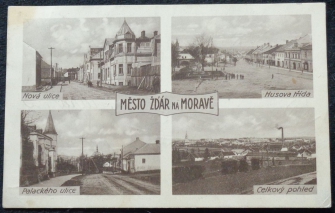 Nová ulice
Husova třída
MĚSTO ŽĎÁR NA MORAVĚ
Palackého ulice
Celkový pohled